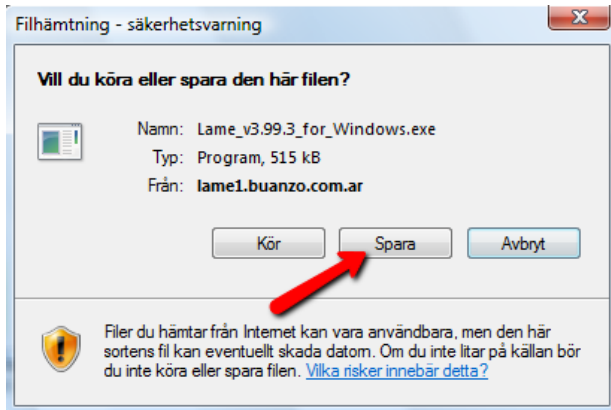 Filhämtning - säkerhetsvarning
Vill du köra eller spara den här filen?
Namn: Lame_v3.99.3_for_Windows.exe
Typ: Program, 515 kB
Från: lame1.buanzo.com.ar
Kör Spara Avbryt
Filer du hämtar från Internet kan vara användbara, men den här
sortens fil kan eventuellt skada datorn. Om du inte litar på källan bör
du inte köra eller spara filen. Vilka risker innebär detta?